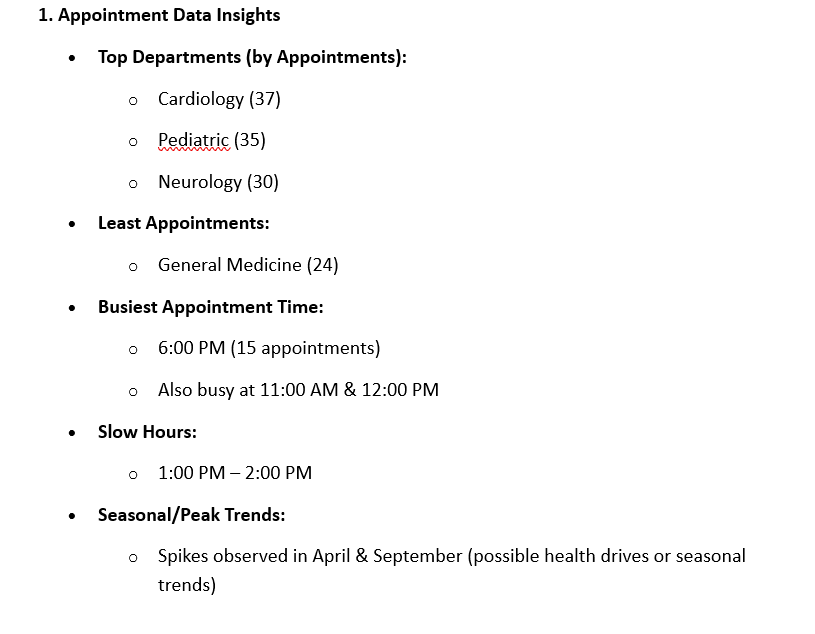 1. Appointment Data Insights
• Top Departments (by Appointments):
o Cardiology (37)
o Pediatric (35)
o Neurology (30)
• Least Appointments:
o General Medicine (24)
• Busiest Appointment Time:
o 6:00 PM (15 appointments)
o Also busy at 11:00 AM & 12:00 PM
• Slow Hours:
o 1:00 PM – 2:00 PM
• Seasonal/Peak Trends:
o Spikes observed in April & September (possible health drives or seasonal
trends)